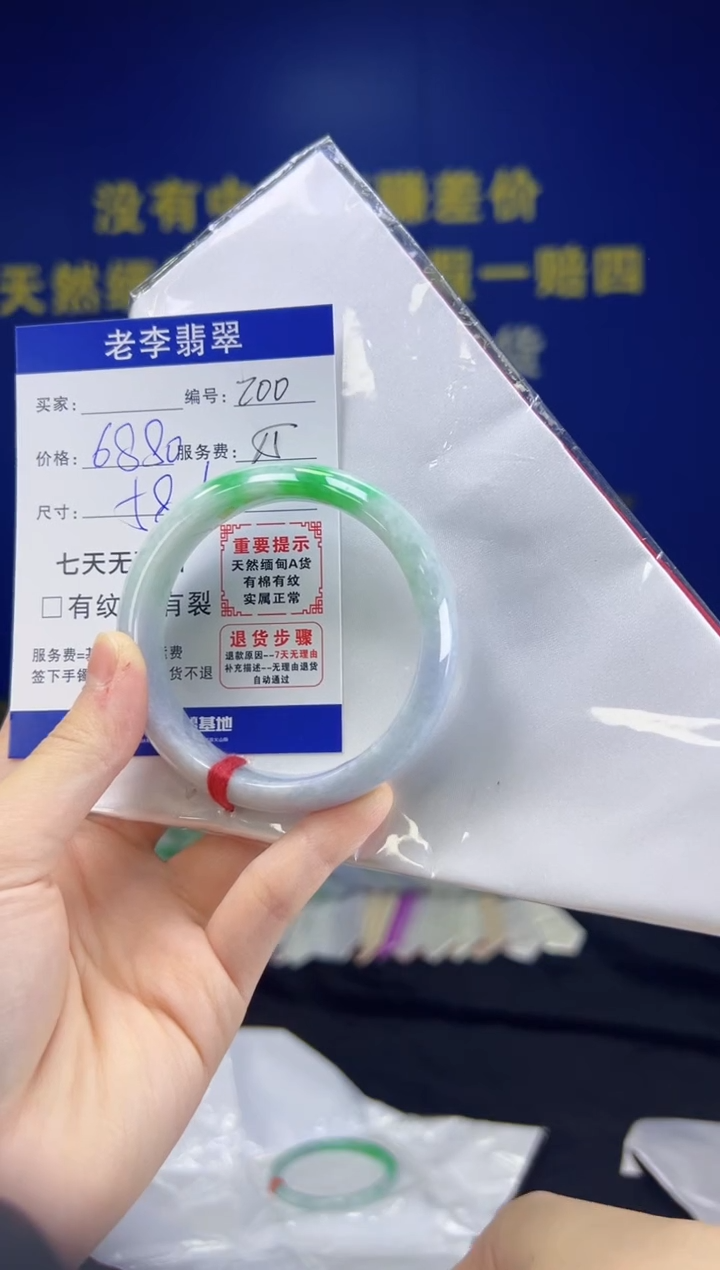 没有 赚差价
天然 一赔四
货
老李翡翠
买家:
编号: 200
价格: 6880
服务费:
尺寸: 58
七天无
□有纹 有裂
重要提示
天然缅甸A货
有棉有纹
实属正常
退货步骤
退款原因--7天无理由
补充描述--无理由退货
自动通过
服务费= 费
签下手镯 货不退
基地